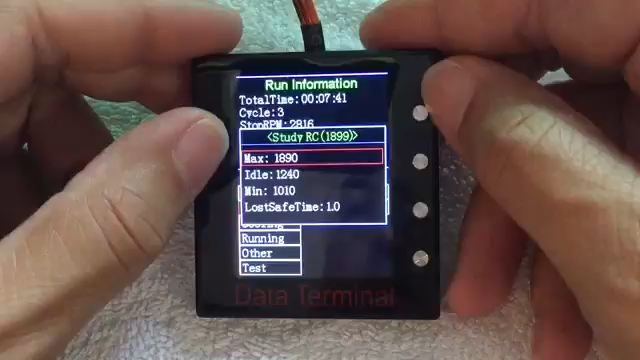 Run Information
TotalTime: 00:07:41
Cycle: 3
StopRPM: 2816
<Study RC(1899)>
Max: 1890
Idle: 1240
Min: 1010
LostSafeTime: 1.0
Running
Other
Test
Data Terminal